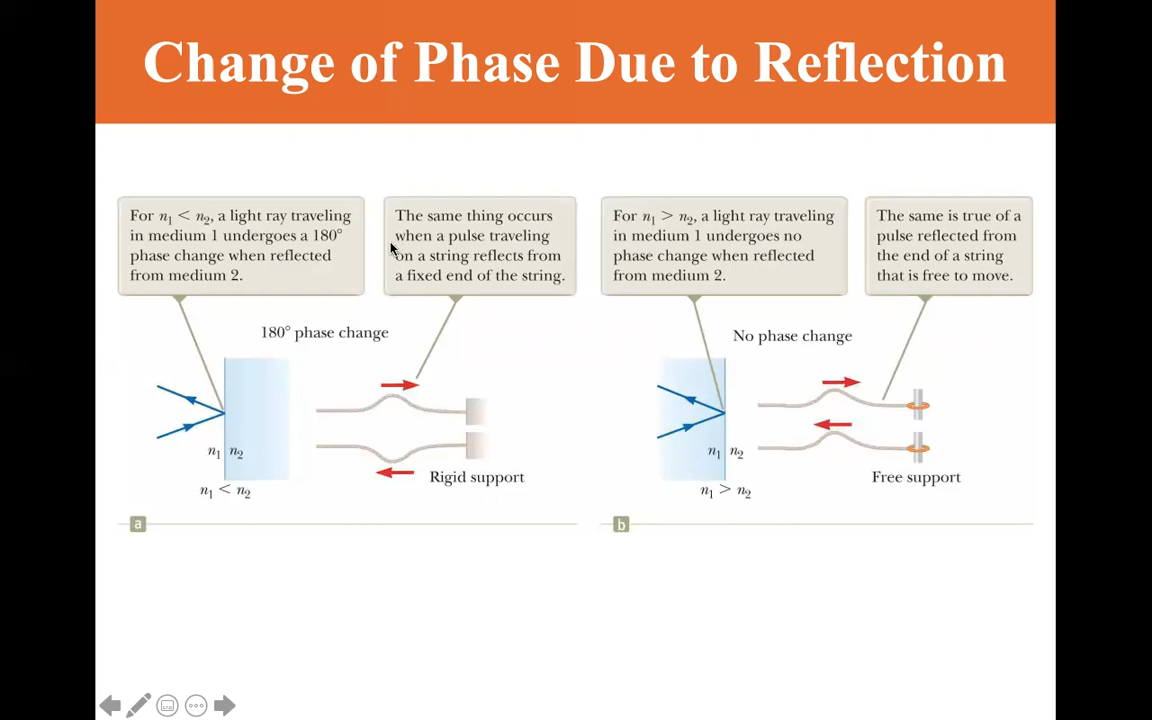 Change of Phase Due to Reflection
For n₁ < n₂, a light ray traveling
in medium 1 undergoes a 180°
phase change when reflected
from medium 2.
The same thing occurs
when a pulse traveling
on a string reflects from
a fixed end of the string.
180° phase change
n₁ n₂
n₁ < n₂
Rigid support
a
For n₁ > n₂, a light ray traveling
in medium 1 undergoes no
phase change when reflected
from medium 2.
The same is true of a
pulse reflected from
the end of a string
that is free to move.
No phase change
n₁ n₂
n₁ > n₂
Free support
b